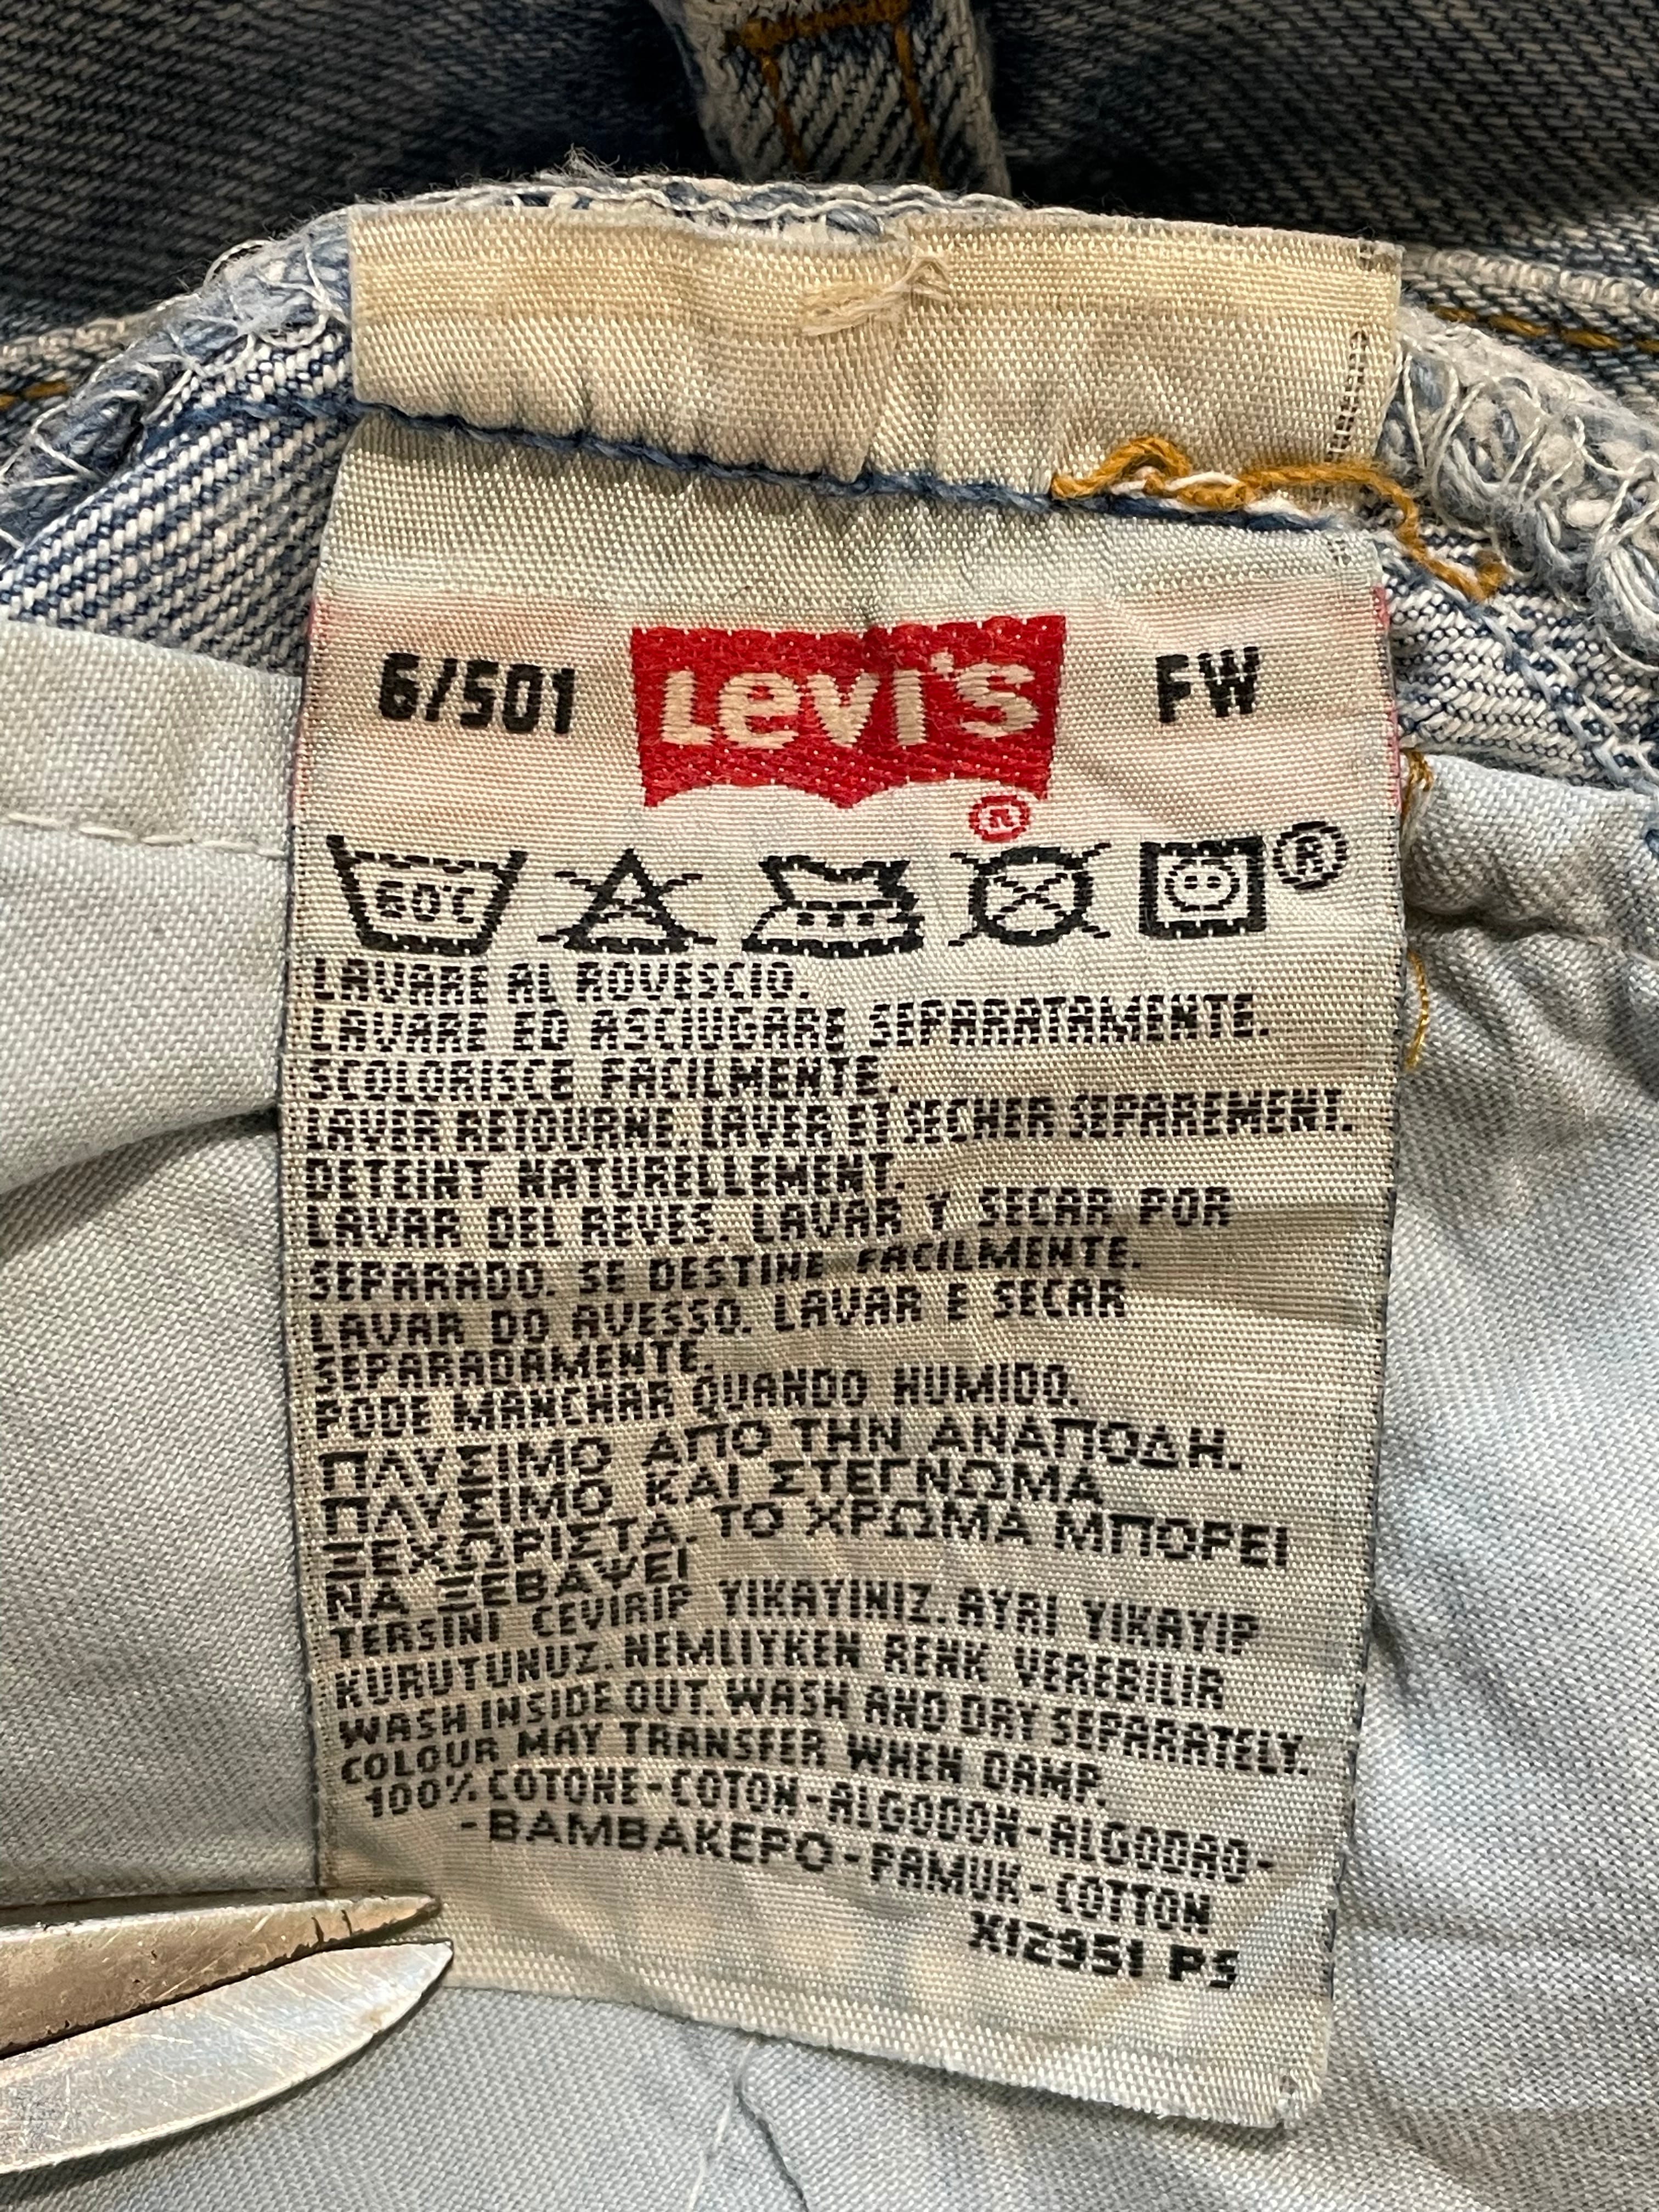 6/501 Levi's FW
®
60°C ®
LAVARE AL ROVESCIO.
LAVARE ED ASCIUGARE SEPARATAMENTE.
SCOLORISCE FACILMENTE.
LAVER RETOURNE. LAVER ET SECHER SEPAREMENT.
DETEINT NATURELLEMENT.
LAVAR DEL REVES. LAVAR Y SECAR POR
SEPARADO. SE DESTINE FACILMENTE.
LAVAR DO AVESSO. LAVAR E SECAR
SEPARADAMENTE.
PODE MANCHAR QUANDO HUMIDO.
ΠΛΥΣΙΜΟ ΑΠΟ ΤΗΝ ΑΝΑΠΟΔΗ.
ΠΛΥΣΙΜΟ ΚΑΙ ΣΤΕΓΝΩΜΑ
ΞΕΧΩΡΙΣΤΑ. ΤΟ ΧΡΩΜΑ ΜΠΟΡΕΙ
ΝΑ ΞΕΒΑΨΕΙ
TERSINI CEVIRIP YIKAYINIZ. AYRI YIKAYIP
KURUTUNUZ. NEMLIYKEN RENK VEREBILIR
WASH INSIDE OUT. WASH AND DRY SEPARATELY.
COLOUR MAY TRANSFER WHEN DAMP.
100% COTONE-COTON-ALGODON-ALGODAO-
-ΒΑΜΒΑΚΕΡΟ-PAMUK-COTTON
X12951 PS